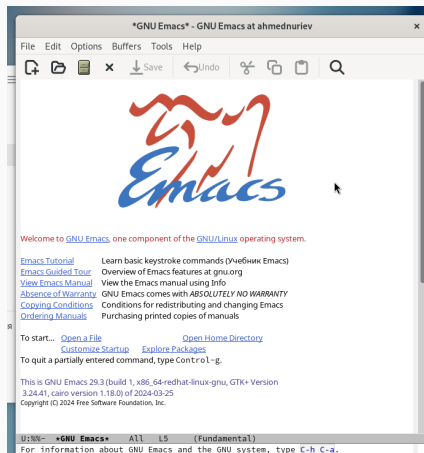 *GNU Emacs* - GNU Emacs at ahmednuriev
File Edit Options Buffers Tools Help
Save Undo
Emacs
Welcome to GNU Emacs, one component of the GNU/Linux operating system.
Emacs Tutorial Learn basic keystroke commands (Учебник Emacs)
Emacs Guided Tour Overview of Emacs features at gnu.org
View Emacs Manual View the Emacs manual using Info
Absence of Warranty GNU Emacs comes with ABSOLUTELY NO WARRANTY
Copying Conditions Conditions for redistributing and changing Emacs
Ordering Manuals Purchasing printed copies of manuals
To start... Open a File Open Home Directory
Customize Startup Explore Packages
To quit a partially entered command, type Control-g.
This is GNU Emacs 29.3 (build 1, x86_64-redhat-linux-gnu, GTK+ Version
3.24.41, cairo version 1.18.0) of 2024-03-25
Copyright (C) 2024 Free Software Foundation, Inc.
U:%%- *GNU Emacs* All L5 (Fundamental)
For information about GNU Emacs and the GNU system, type C-h C-a.